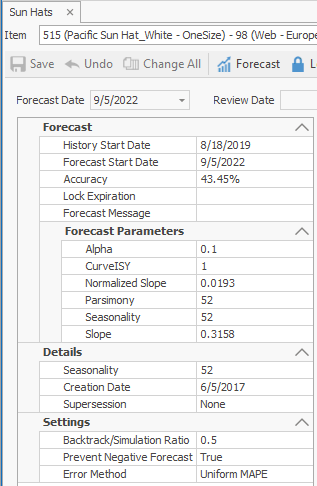 Sun Hats ×
Item 515 (Pacific Sun Hat_White - OneSize) - 98 (Web - Europe
Save Undo Change All Forecast
Forecast Date 9/5/2022 Review Date
Forecast
History Start Date 8/18/2019
Forecast Start Date 9/5/2022
Accuracy 43.45%
Lock Expiration
Forecast Message
Forecast Parameters
Alpha 0.1
CurveISY 1
Normalized Slope 0.0193
Parsimony 52
Seasonality 52
Slope 0.3158
Details
Seasonality 52
Creation Date 6/5/2017
Supersession None
Settings
Backtrack/Simulation Ratio 0.5
Prevent Negative Forecast True
Error Method Uniform MAPE